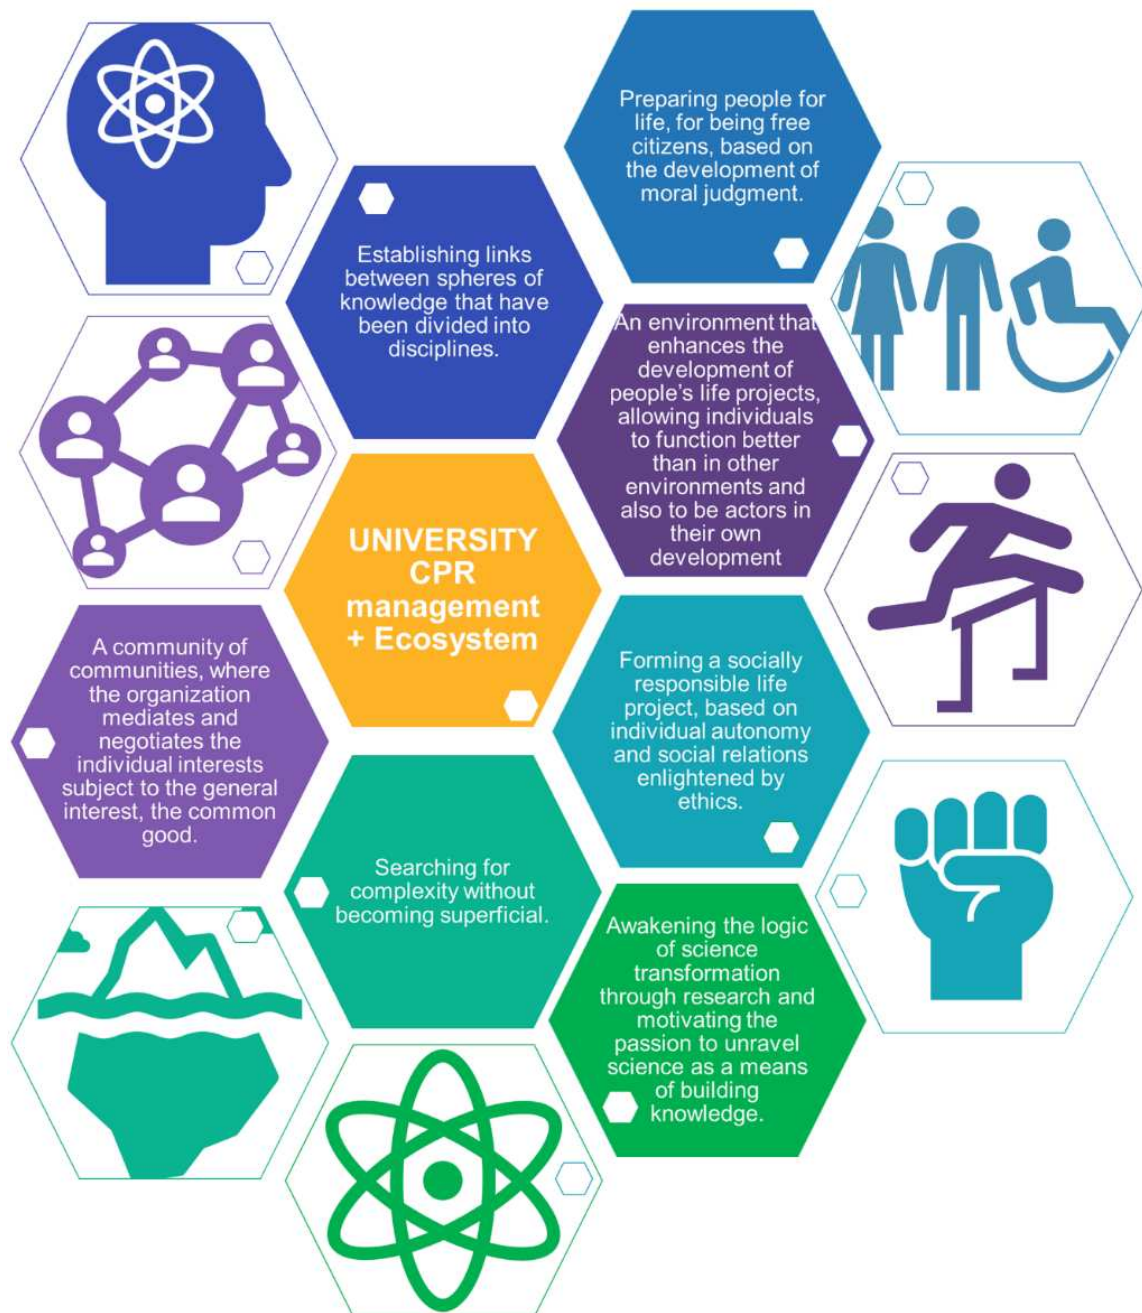 Preparing people for
life, for being free
citizens, based on
the development of
moral judgment.
Establishing links
between spheres of
knowledge that have
been divided into
disciplines.
An environment that
enhances the
development of
people's life projects,
allowing individuals
to function better
than in other
environments and
also to be actors in
their own
development
UNIVERSITY
CPR
management
+ Ecosystem
A community of
communities, where
the organization
mediates and
negotiates the
individual interests
subject to the general
interest, the common
good.
Forming a socially
responsible life
project, based on
individual autonomy
and social relations
enlightened by
ethics.
Searching for
complexity without
becoming superficial.
Awakening the logic
of science
transformation
through research and
motivating the
passion to unravel
science as a means
of building
knowledge.